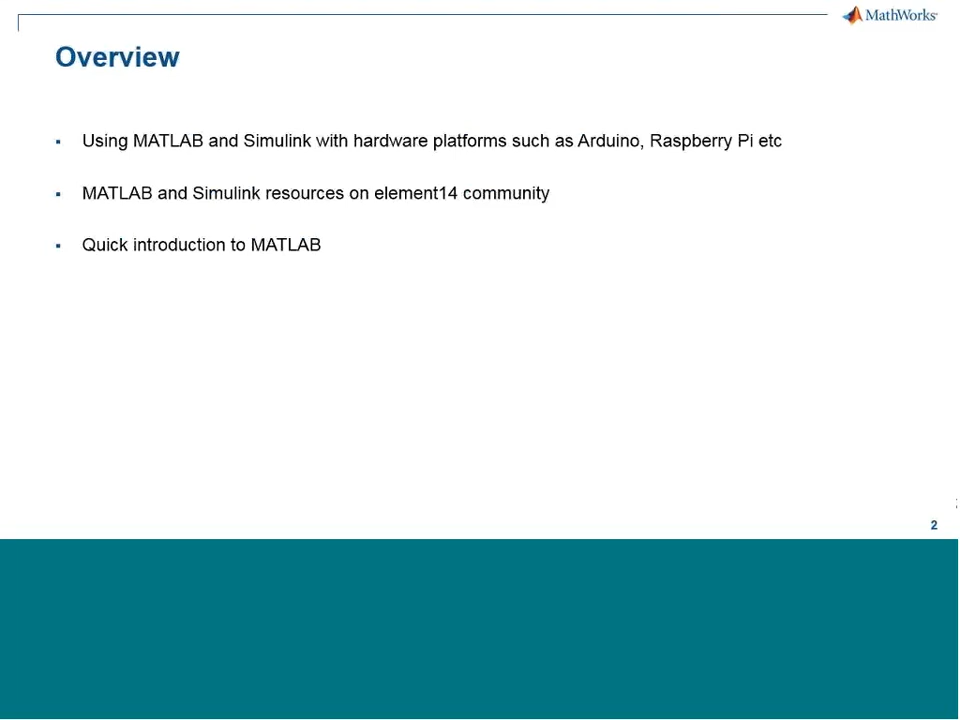 MathWorks®
Overview
▪ Using MATLAB and Simulink with hardware platforms such as Arduino, Raspberry Pi etc
▪ MATLAB and Simulink resources on element14 community
▪ Quick introduction to MATLAB
2